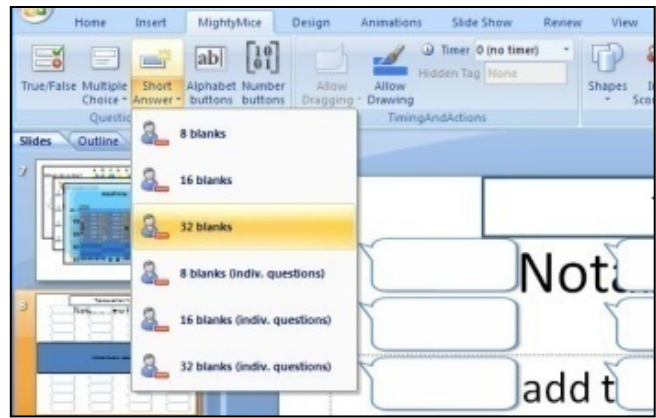 Home Insert MightyMice Design Animations Slide Show Review View
True/False Multiple Choice Short Answer Alphabet buttons Number buttons Allow Dragging Allow Drawing Timer 0 (no timer) Hidden Tag None Shapes
TimingAndActions
Slides Outline
8 blanks
16 blanks
32 blanks
8 blanks (indiv. questions)
16 blanks (indiv. questions)
32 blanks (indiv. questions)
7
8
add t